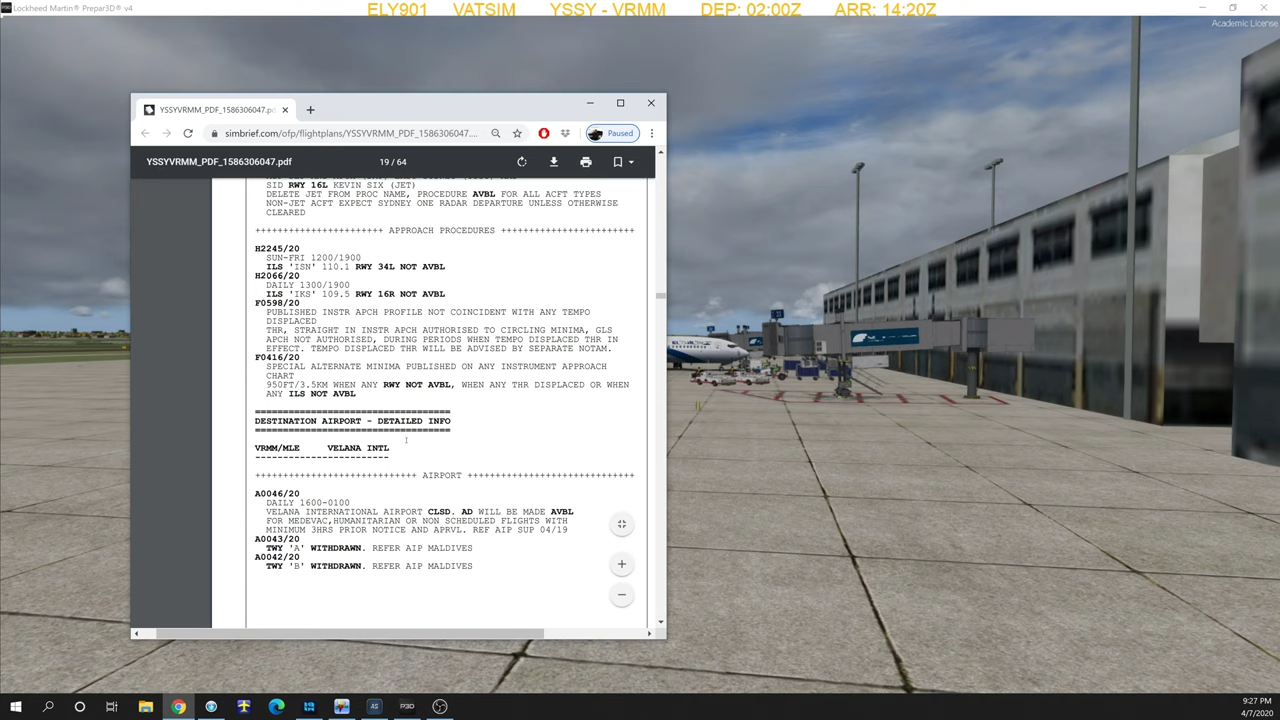 Lockheed Martin® Prepar3D® v4
ELY901 VATSIM YSSY - VRMM DEP: 02:00Z ARR: 14:20Z
Academic License
YSSYVRMM_PDF_1586306047.pd
simbrief.com/ofp/flightplans/YSSYVRMM_PDF_1586306047....
Paused
YSSYVRMM_PDF_1586306047.pdf 19 / 64
SID RWY 16L KEVIN SIX (JET)
DELETE JET FROM PROC NAME, PROCEDURE AVBL FOR ALL ACFT TYPES
NON-JET ACFT EXPECT SYDNEY ONE RADAR DEPARTURE UNLESS OTHERWISE
CLEARED
++++++++++++++++++++++++ APPROACH PROCEDURES +++++++++++++++++++++++++
H2245/20
SUN-FRI 1200/1900
ILS 'ISN' 110.1 RWY 34L NOT AVBL
H2066/20
DAILY 1300/1900
ILS 'IKS' 109.5 RWY 16R NOT AVBL
F0598/20
PUBLISHED INSTR APCH PROFILE NOT COINCIDENT WITH ANY TEMPO
DISPLACED
THR, STRAIGHT IN INSTR APCH AUTHORISED TO CIRCLING MINIMA, GLS
APCH NOT AUTHORISED, DURING PERIODS WHEN TEMPO DISPLACED THR IN
EFFECT. TEMPO DISPLACED THR WILL BE ADVISED BY SEPARATE NOTAM.
F0416/20
SPECIAL ALTERNATE MINIMA PUBLISHED ON ANY INSTRUMENT APPROACH
CHART
950FT/3.5KM WHEN ANY RWY NOT AVBL, WHEN ANY THR DISPLACED OR WHEN
ANY ILS NOT AVBL
====================================
DESTINATION AIRPORT - DETAILED INFO
====================================
VRMM/MLE VELANA INTL
-------------------------
++++++++++++++++++++++++++++++ AIRPORT +++++++++++++++++++++++++++++++
A0046/20
DAILY 1600-0100
VELANA INTERNATIONAL AIRPORT CLSD. AD WILL BE MADE AVBL
FOR MEDEVAC,HUMANITARIAN OR NON SCHEDULED FLIGHTS WITH
MINIMUM 3HRS PRIOR NOTICE AND APRVL. REF AIP SUP 04/19
A0043/20
TWY 'A' WITHDRAWN. REFER AIP MALDIVES
A0042/20
TWY 'B' WITHDRAWN. REFER AIP MALDIVES
AS
P3D
9:27 PM
4/7/2020